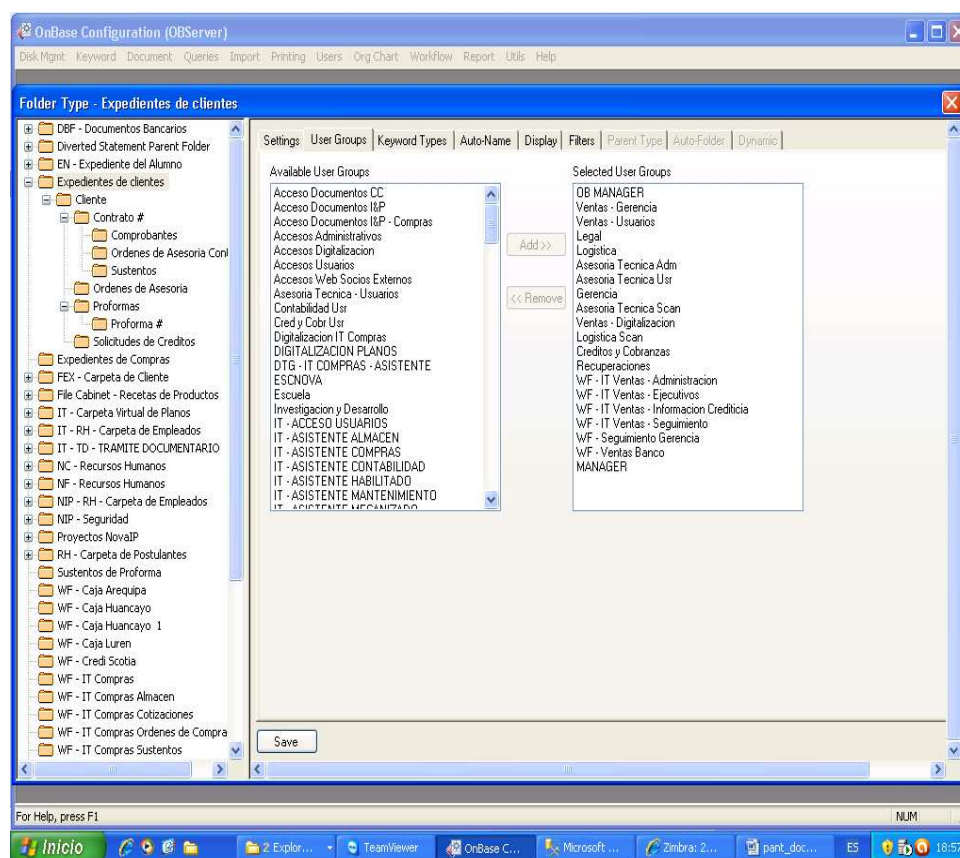 OnBase Configuration (OBServer)
Disk Mgmt Keyword Document Queries Import Printing Users Org Chart Workflow Report Utils Help
Folder Type - Expedientes de clientes
DBF - Documentos Bancarios
Diverted Statement Parent Folder
EN - Expediente del Alumno
Expedientes de clientes
Cliente
Contrato #
Comprobantes
Ordenes de Asesoria Cont
Sustentos
Ordenes de Asesoria
Proformas
Proforma #
Solicitudes de Creditos
Expedientes de Compras
FEX - Carpeta de Cliente
File Cabinet - Recetas de Productos
IT - Carpeta Virtual de Planos
IT - RH - Carpeta de Empleados
IT - TD - TRAMITE DOCUMENTARIO
NC - Recursos Humanos
NF - Recursos Humanos
NIP - RH - Carpeta de Empleados
NIP - Seguridad
Proyectos NovaIP
RH - Carpeta de Postulantes
Sustentos de Proforma
WF - Caja Arequipa
WF - Caja Huancayo
WF - Caja Huancayo 1
WF - Caja Luren
WF - Credi Scotia
WF - IT Compras
WF - IT Compras Almacen
WF - IT Compras Cotizaciones
WF - IT Compras Ordenes de Compra
WF - IT Compras Sustentos
Settings User Groups Keyword Types Auto-Name Display Filters Parent Type Auto-Folder Dynamic
Available User Groups
Acceso Documentos CC
Acceso Documentos I&P
Acceso Documentos I&P - Compras
Accesos Administrativos
Accesos Digitalizacion
Accesos Usuarios
Accesos Web Socios Externos
Asesoria Tecnica - Usuarios
Contabilidad Usr
Cred y Cobr Usr
Digitalizacion IT Compras
DIGITALIZACION PLANOS
DTG - IT COMPRAS - ASISTENTE
ESCNOVA
Escuela
Investigacion y Desarrollo
IT - ACCESO USUARIOS
IT - ASISTENTE ALMACEN
IT - ASISTENTE COMPRAS
IT - ASISTENTE CONTABILIDAD
IT - ASISTENTE HABILITADO
IT - ASISTENTE MANTENIMIENTO
IT - ASISTENTE MECANIZADO
Add >>
<< Remove
Selected User Groups
OB MANAGER
Ventas - Gerencia
Ventas - Usuarios
Legal
Logistica
Asesoria Tecnica Adm
Asesoria Tecnica Usr
Gerencia
Asesoria Tecnica Scan
Ventas - Digitalizacion
Logistica Scan
Creditos y Cobranzas
Recuperaciones
WF - IT Ventas - Administracion
WF - IT Ventas - Ejecutivos
WF - IT Ventas - Informacion Crediticia
WF - IT Ventas - Seguimiento
WF - Seguimiento Gerencia
WF - Ventas Banco
MANAGER
Save
For Help, press F1
NUM
Inicio
2 Explor...
TeamViewer
OnBase C...
Microsoft ...
Zimbra: 2...
pant_doc...
ES
18:57